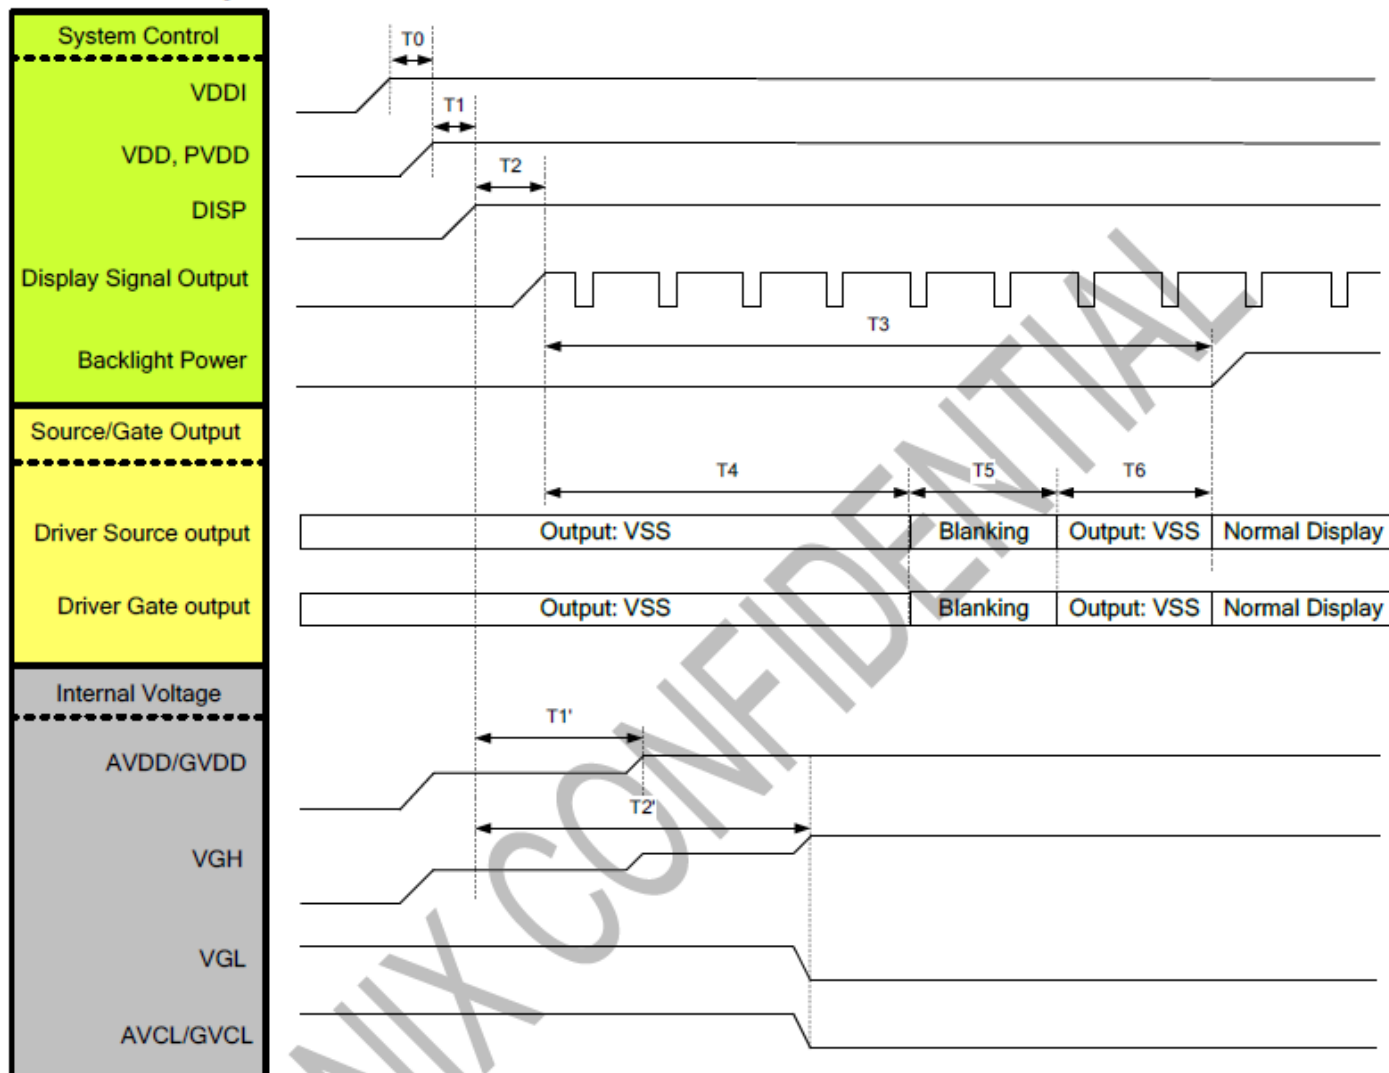 System Control
T0
VDDI
T1
VDD, PVDD
T2
DISP
Display Signal Output
T3
Backlight Power
Source/Gate Output
T4 T5 T6
Driver Source output Output: VSS Blanking Output: VSS Normal Display
Driver Gate output Output: VSS Blanking Output: VSS Normal Display
Internal Voltage
T1'
AVDD/GVDD
T2'
VGH
VGL
AVCL/GVCL
NIX CONFIDENTIAL